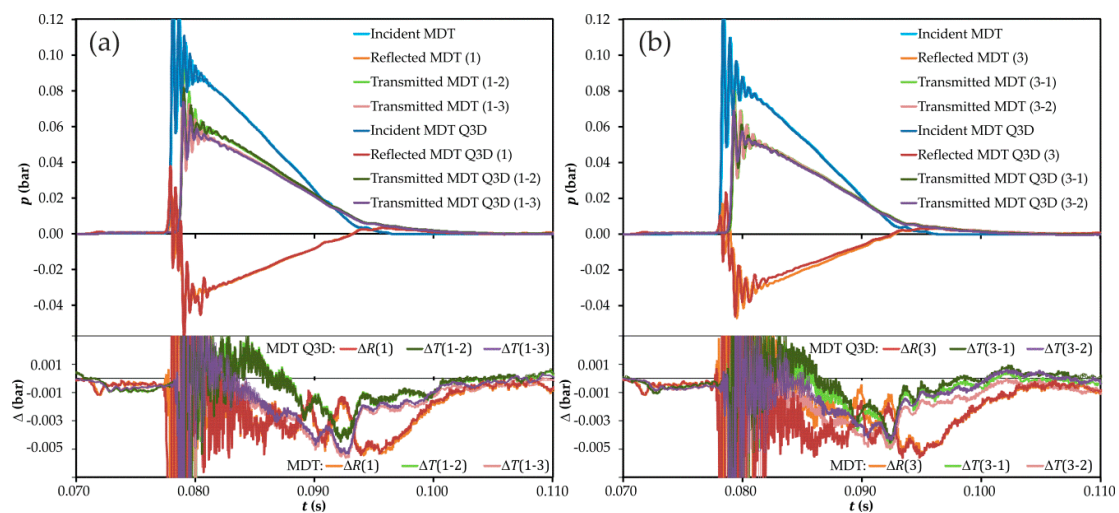 (a)
p (bar)
0.12
0.10
0.08
0.06
0.04
0.02
0.00
-0.02
-0.04
Incident MDT
Reflected MDT (1)
Transmitted MDT (1-2)
Transmitted MDT (1-3)
Incident MDT Q3D
Reflected MDT Q3D (1)
Transmitted MDT Q3D (1-2)
Transmitted MDT Q3D (1-3)
MDT Q3D: ΔR(1) ΔT(1-2) ΔT(1-3)
Δ (bar)
0.001
-0.001
-0.003
-0.005
MDT: ΔR(1) ΔT(1-2) ΔT(1-3)
0.070 0.080 0.090 0.100 0.110
t (s)
(b)
p (bar)
0.12
0.10
0.08
0.06
0.04
0.02
0.00
-0.02
-0.04
Incident MDT
Reflected MDT (3)
Transmitted MDT (3-1)
Transmitted MDT (3-2)
Incident MDT Q3D
Reflected MDT Q3D (3)
Transmitted MDT Q3D (3-1)
Transmitted MDT Q3D (3-2)
MDT Q3D: ΔR(3) ΔT(3-1) ΔT(3-2)
Δ (bar)
0.001
-0.001
-0.003
-0.005
MDT: ΔR(3) ΔT(3-1) ΔT(3-2)
0.070 0.080 0.090 0.100 0.110
t (s)